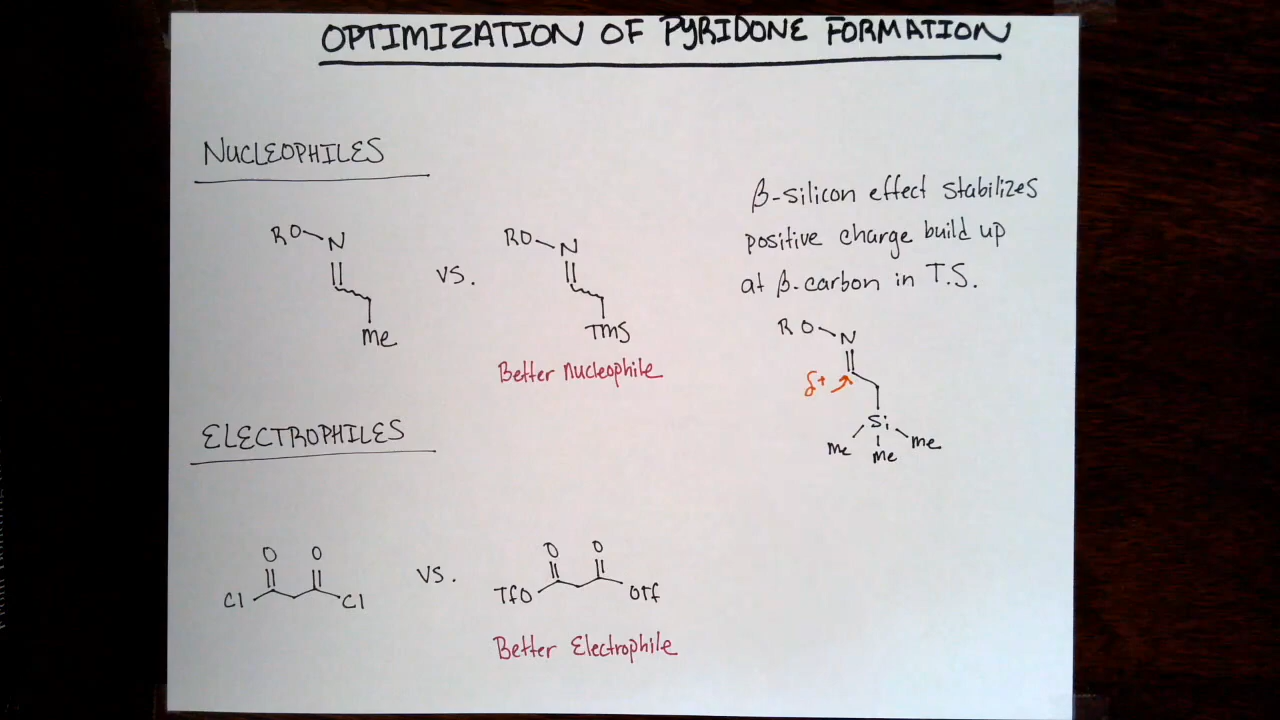 OPTIMIZATION OF PYRIDONE FORMATION
NUCLEOPHILES
RO N
Me
vs.
RO N
TMS
Better Nucleophile
β-silicon effect stabilizes
positive charge build up
at β-carbon in T.S.
RO N
δ+
Si
Me Me Me
ELECTROPHILES
O O
Cl Cl
vs.
O O
TfO OTf
Better Electrophile